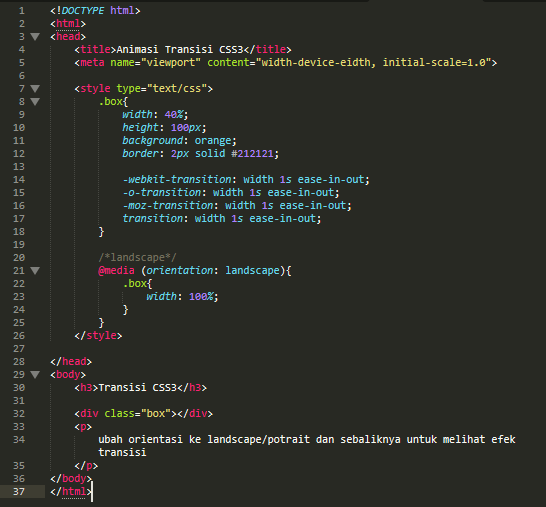 1 <!DOCTYPE html>
2 <html>
3 <head>
4 <title>Animasi Transisi CSS3</title>
5 <meta name="viewport" content="width-device-eidth, initial-scale=1.0">
6
7 <style type="text/css">
8 .box{
9 width: 40%;
10 height: 100px;
11 background: orange;
12 border: 2px solid #212121;
13
14 -webkit-transition: width 1s ease-in-out;
15 -o-transition: width 1s ease-in-out;
16 -moz-transition: width 1s ease-in-out;
17 transition: width 1s ease-in-out;
18 }
19
20 /*landscape*/
21 @media (orientation: landscape){
22 .box{
23 width: 100%;
24 }
25 }
26 </style>
27
28 </head>
29 <body>
30 <h3>Transisi CSS3</h3>
31
32 <div class="box"></div>
33 <p>
34 ubah orientasi ke landscape/potrait dan sebaliknya untuk melihat efek
transisi
35 </p>
36 </body>
37 </html>